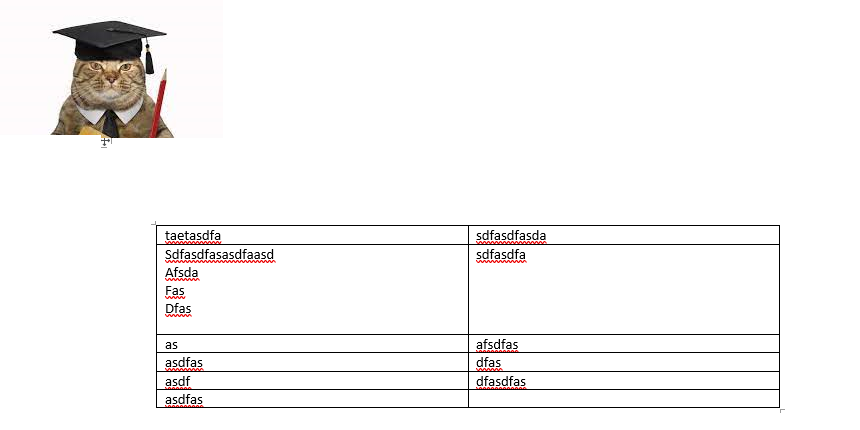 taetasdfa sdfasdfasda
Sdfasdfasasdfaasd sdfasdfa
Afsda
Fas
Dfas
as afsdfas
asdfas dfas
asdf dfasdfas
asdfas